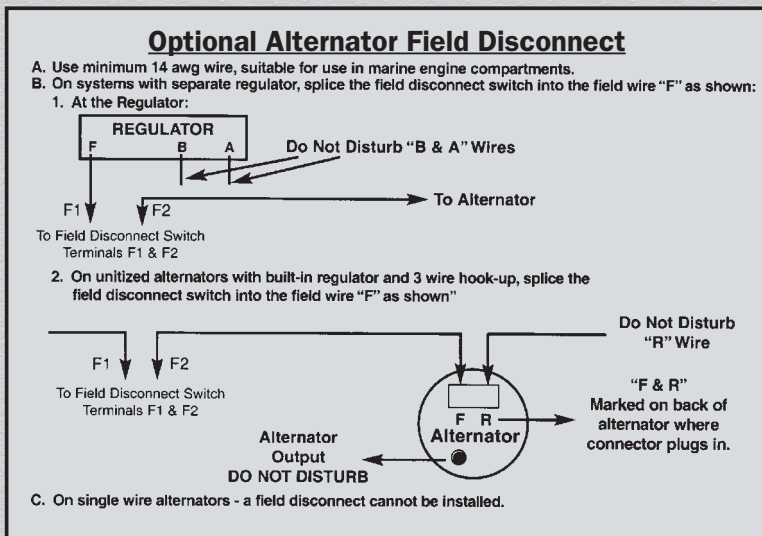 Optional Alternator Field Disconnect
A. Use minimum 14 awg wire, suitable for use in marine engine compartments.
B. On systems with separate regulator, splice the field disconnect switch into the field wire “F” as shown:
1. At the Regulator:
REGULATOR
F B A
Do Not Disturb “B & A” Wires
To Alternator
F1 F2
To Field Disconnect Switch
Terminals F1 & F2
2. On unitized alternators with built-in regulator and 3 wire hook-up, splice the
field disconnect switch into the field wire “F” as shown”
Do Not Disturb
“R” Wire
F1 F2
To Field Disconnect Switch
Terminals F1 & F2
F R
Alternator
“F & R”
Marked on back of
alternator where
connector plugs in.
Alternator
Output
DO NOT DISTURB
C. On single wire alternators - a field disconnect cannot be installed.